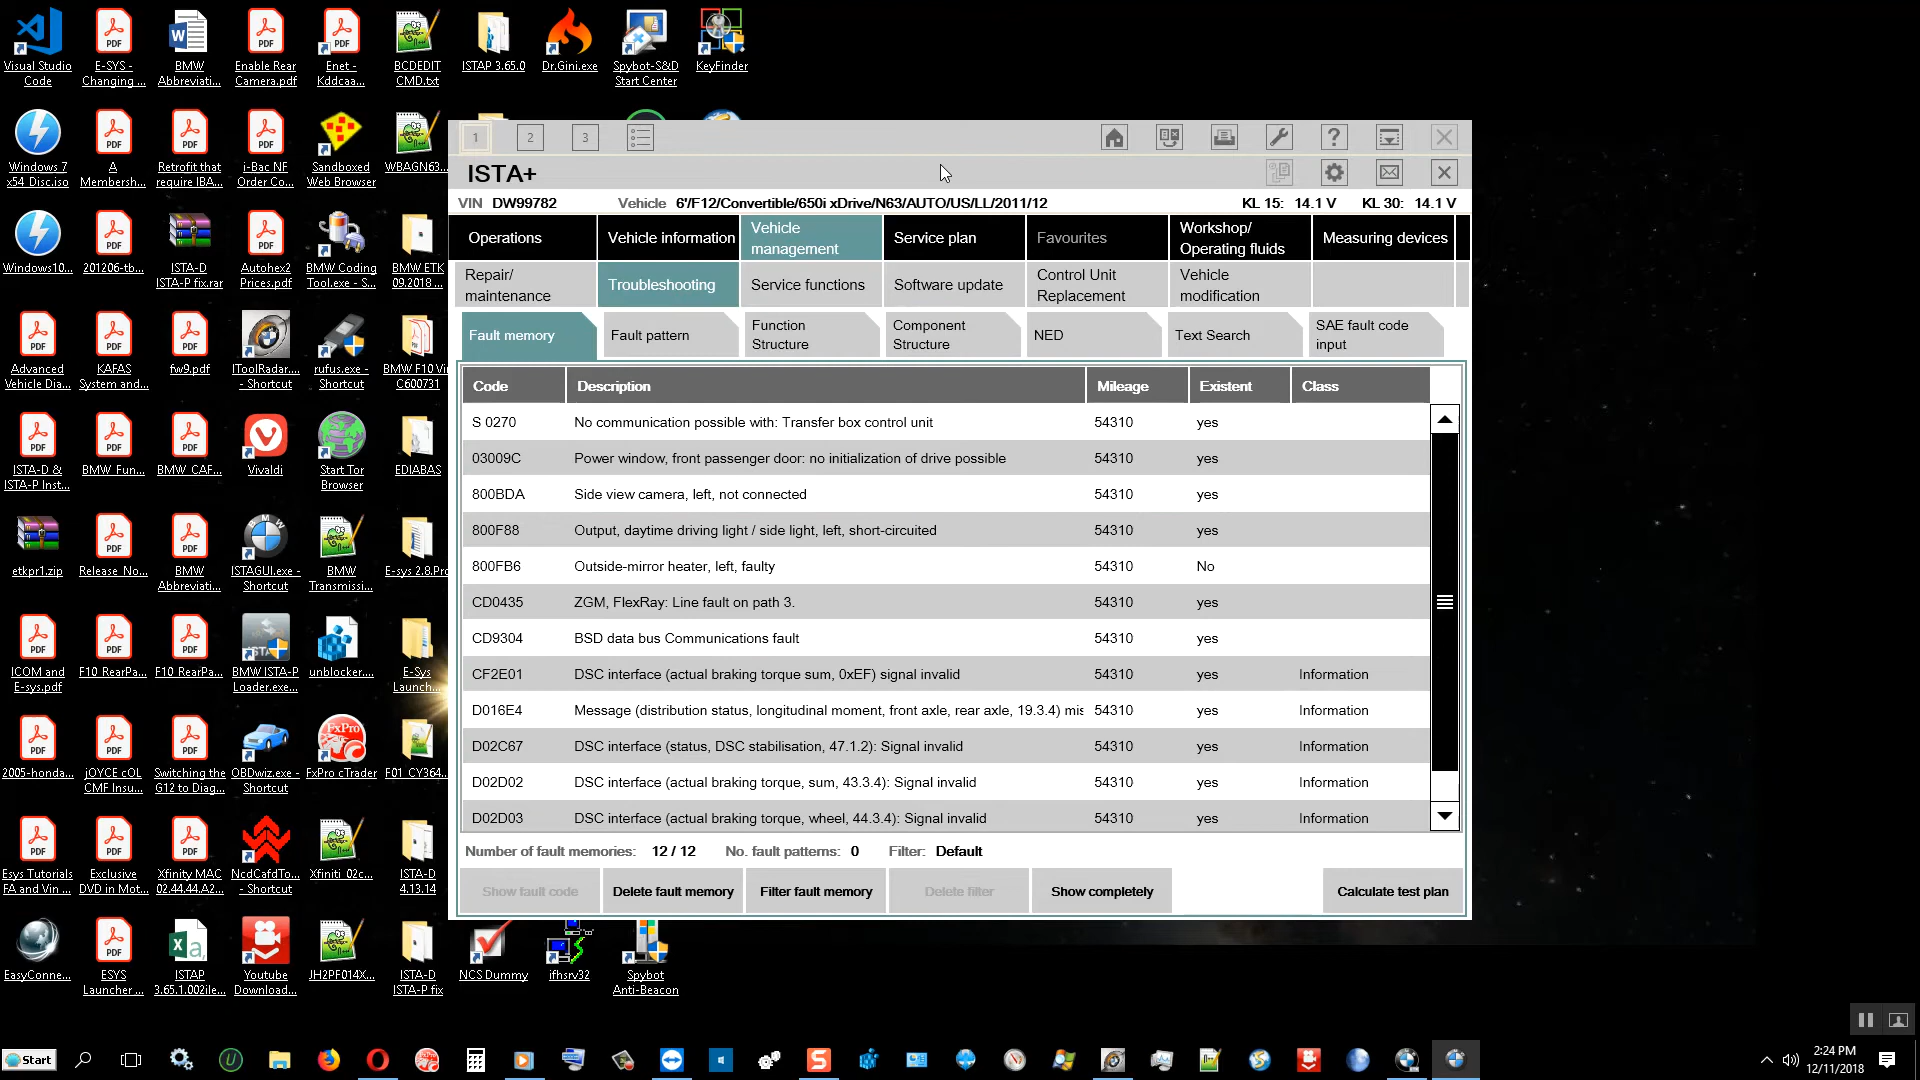 Visual Studio
Code
E-SYS -
Changing ...
BMW
Abbreviati...
Enable Rear
Camera.pdf
Enet -
Kddcaa...
BCDEDIT
CMD.txt
ISTAP 3.65.0
Dr.Gini.exe
Spybot-S&D
Start Center
KeyFinder
Windows 7
x54_Disc.iso
A
Membersh...
Retrofit that
require IBA...
i-Bac NF
Order Co...
Sandboxed
Web Browser
WBAGN63...
1
2
3
ISTA+
VIN DW99782 Vehicle 6'/F12/Convertible/650i xDrive/N63/AUTO/US/LL/2011/12 KL 15: 14.1 V KL 30: 14.1 V
Operations
Vehicle information
Vehicle
management
Service plan
Favourites
Workshop/
Operating fluids
Measuring devices
Repair/
maintenance
Troubleshooting
Service functions
Software update
Control Unit
Replacement
Vehicle
modification
Fault memory
Fault pattern
Function
Structure
Component
Structure
NED
Text Search
SAE fault code
input
Code Description Mileage Existent Class
S 0270 No communication possible with: Transfer box control unit 54310 yes
03009C Power window, front passenger door: no initialization of drive possible 54310 yes
800BDA Side view camera, left, not connected 54310 yes
800F88 Output, daytime driving light / side light, left, short-circuited 54310 yes
800FB6 Outside-mirror heater, left, faulty 54310 No
CD0435 ZGM, FlexRay: Line fault on path 3. 54310 yes
CD9304 BSD data bus Communications fault 54310 yes
CF2E01 DSC interface (actual braking torque sum, 0xEF) signal invalid 54310 yes Information
D016E4 Message (distribution status, longitudinal moment, front axle, rear axle, 19.3.4) mis 54310 yes Information
D02C67 DSC interface (status, DSC stabilisation, 47.1.2): Signal invalid 54310 yes Information
D02D02 DSC interface (actual braking torque, sum, 43.3.4): Signal invalid 54310 yes Information
D02D03 DSC interface (actual braking torque, wheel, 44.3.4): Signal invalid 54310 yes Information
Number of fault memories: 12 / 12 No. fault patterns: 0 Filter: Default
Show fault code
Delete fault memory
Filter fault memory
Delete filter
Show completely
Calculate test plan
Windows10...
201206-tb...
ISTA-D
ISTA-P fix.rar
Autohex2
Prices.pdf
BMW Coding
Tool.exe - S...
BMW ETK
09.2018 ...
Advanced
Vehicle Dia...
KAFAS
System and...
fw9.pdf
IToolRadar....
- Shortcut
rufus.exe -
Shortcut
BMW F10 Vi
C600731
ISTA-D &
ISTA-P Inst...
BMW_Fun...
BMW_CAF...
Vivaldi
Start Tor
Browser
EDIABAS
etkpr1.zip
Release_No...
BMW
Abbreviati...
ISTAGUI.exe -
Shortcut
BMW
Transmissi...
E-sys 2.8.Pro
ICOM and
E-sys.pdf
F10_RearPa...
F10_RearPa...
BMW ISTA-P
Loader.exe...
unblocker....
E-Sys
Launch...
2005-honda...
jOYCE cOL
CMF Insu...
Switching the
G12 to Diag...
OBDwiz.exe -
Shortcut
FxPro cTrader
F01_CY364...
Esys Tutorials
FA and Vin ...
Exclusive
DVD in Mot...
Xfinity MAC
02.44.44.A2...
NcdCafdTo...
- Shortcut
Xfiniti_02c...
ISTA-D
4.13.14
EasyConne...
ESYS
Launcher ...
ISTAP
3.65.1.002ile...
Youtube
Download...
JH2PF014X...
ISTA-D
ISTA-P fix
NCS Dummy
ifhsrv32
Spybot
Anti-Beacon
Start
2:24 PM
12/11/2018